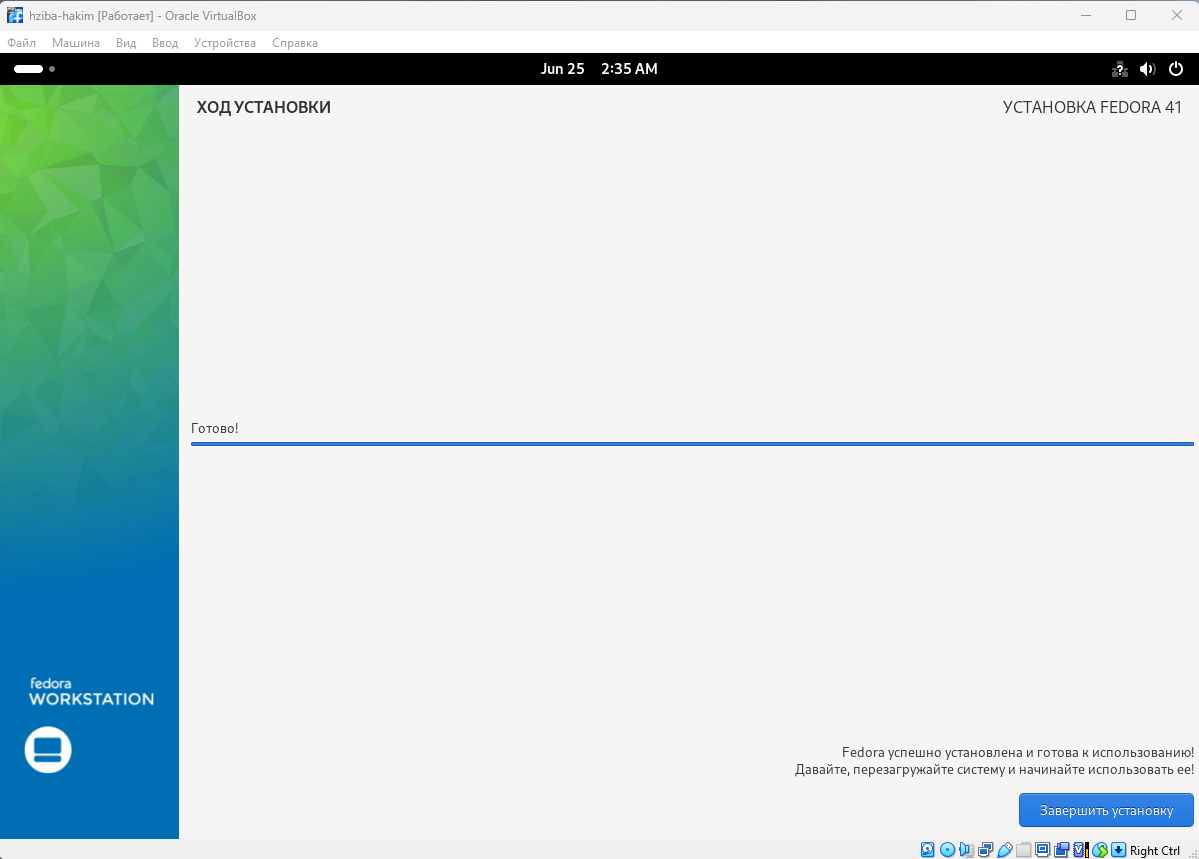 hziba-hakim [Работает] - Oracle VirtualBox
Файл Машина Вид Ввод Устройства Справка
Jun 25 2:35 AM
ХОД УСТАНОВКИ
УСТАНОВКА FEDORA 41
Готово!
fedora
WORKSTATION
Fedora успешно установлена и готова к использованию!
Давайте, перезагружайте систему и начинайте использовать ее!
Завершить установку
Right Ctrl